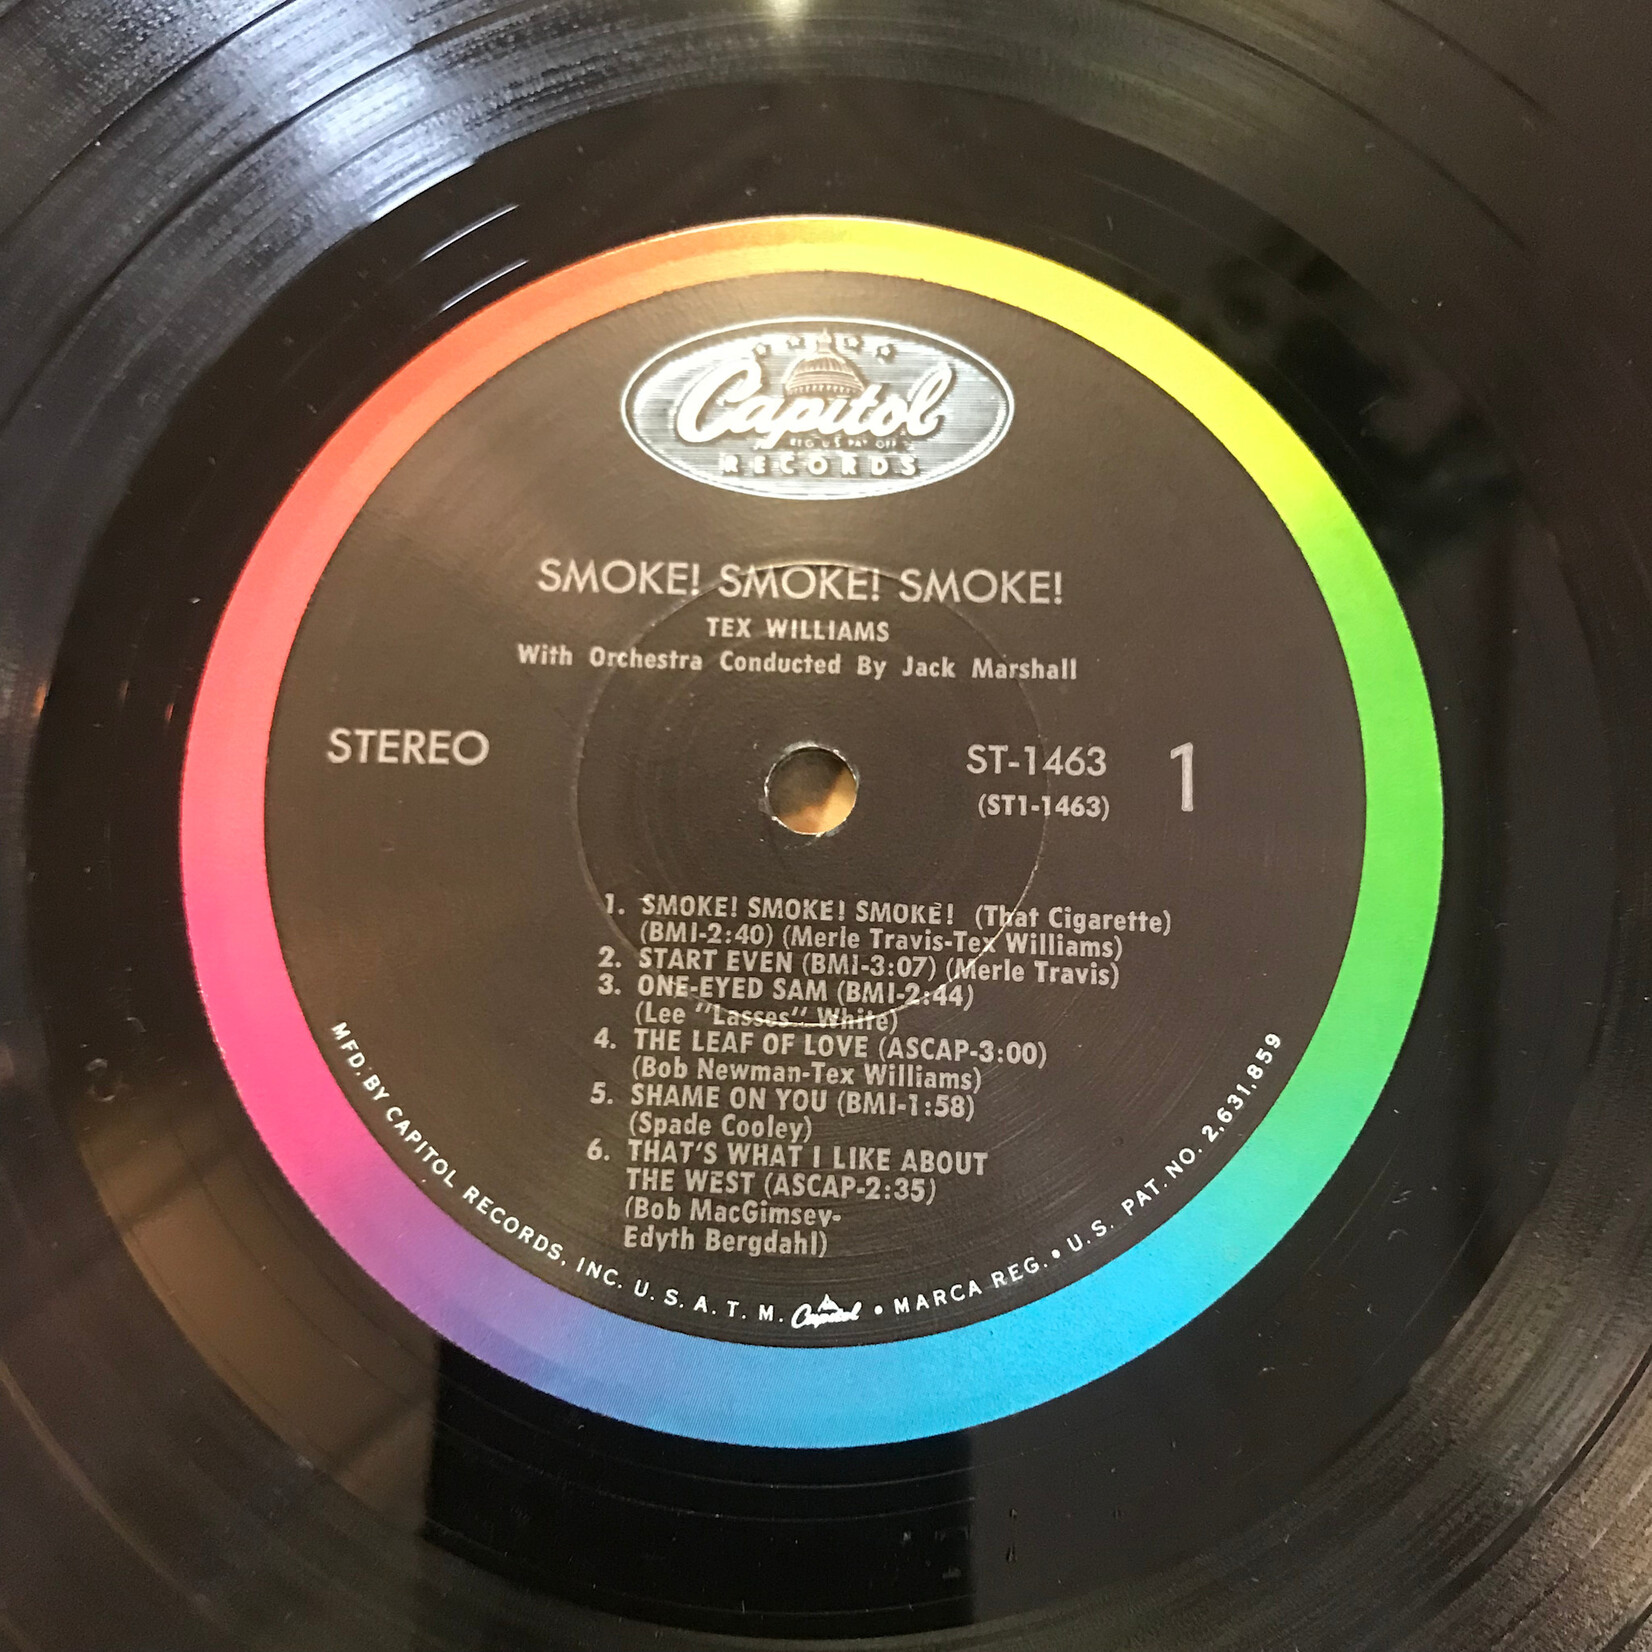 Capitol
REG. U.S. PAT. OFF.
RECORDS
SMOKE! SMOKE! SMOKE!
TEX WILLIAMS
With Orchestra Conducted By Jack Marshall
STEREO
ST-1463 1
(ST1-1463)
1. SMOKE! SMOKE! SMOKE! (That Cigarette)
(BMI-2:40) (Merle Travis-Tex Williams)
2. START EVEN (BMI-3:07) (Merle Travis)
3. ONE-EYED SAM (BMI-2:44)
(Lee "Lasses" White)
4. THE LEAF OF LOVE (ASCAP-3:00)
(Bob Newman-Tex Williams)
5. SHAME ON YOU (BMI-1:58)
(Spade Cooley)
6. THAT'S WHAT I LIKE ABOUT
THE WEST (ASCAP-2:35)
(Bob MacGimsey-
Edyth Bergdahl)
MFD. BY CAPITOL RECORDS, INC. U.S.A. T.M. Capitol • MARCA REG. • U.S. PAT. NO. 2,631,859